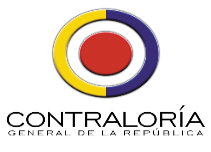 CONTRALORÍA
GENERAL DE LA REPÚBLICA